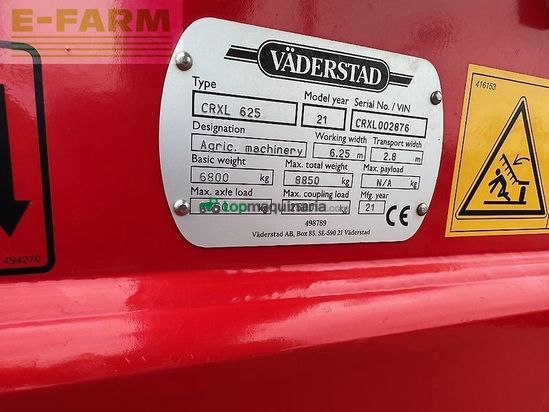 E-FARM
VÄDERSTAD
Type
Model year
Serial No. / VIN
CRXL 625
21
CRXL002876
Designation
Working width
Transport width
Agric. machinery
6.25 m
2.8 m
Basic weight
Max. total weight
Max. payload
6800 kg
8850 kg
N/A kg
Max. axle load
Max. coupling load
Mfg. year
kg
21
CE
topmaquinaria
.com
498789
Väderstad AB, Box 85, SE-590 21 Väderstad
416153
494270